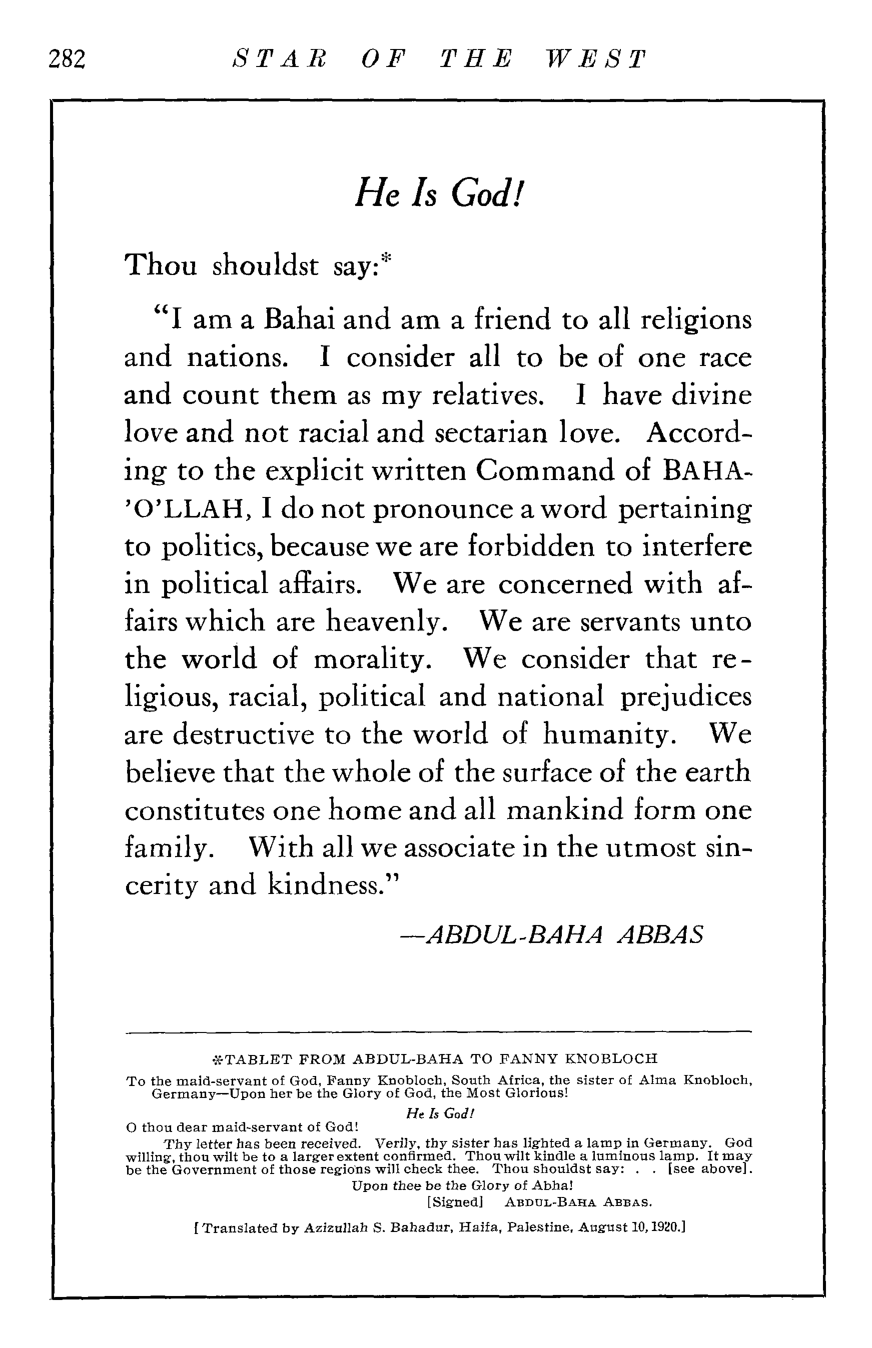 282 STAR OF THE WEST
He Is God!
Thou shouldst say:*
“I am a Bahai and am a friend to all religions
and nations. I consider all to be of one race
and count them as my relatives. I have divine
love and not racial and sectarian love. Accord-
ing to the explicit written Command of BAHA-
’O’LLAH, I do not pronounce a word pertaining
to politics, because we are forbidden to interfere
in political affairs. We are concerned with af-
fairs which are heavenly. We are servants unto
the world of morality. We consider that re-
ligious, racial, political and national prejudices
are destructive to the world of humanity. We
believe that the whole of the surface of the earth
constitutes one home and all mankind form one
family. With all we associate in the utmost sin-
cerity and kindness.”
—ABDUL-BAHA ABBAS
*TABLET FROM ABDUL-BAHA TO FANNY KNOBLOCH
To the maid-servant of God, Fanny Knobloch, South Africa, the sister of Alma Knobloch,
Germany—Upon her be the Glory of God, the Most Glorious!
He Is God!
O thou dear maid-servant of God!
Thy letter has been received. Verily, thy sister has lighted a lamp in Germany. God
willing, thou wilt be to a larger extent confirmed. Thou wilt kindle a luminous lamp. It may
be the Government of those regions will check thee. Thou shouldst say: . . [see above].
Upon thee be the Glory of Abha!
[Signed] ABDUL-BAHA ABBAS.
[Translated by Azizullah S. Bahadur, Haifa, Palestine, August 10, 1920.]